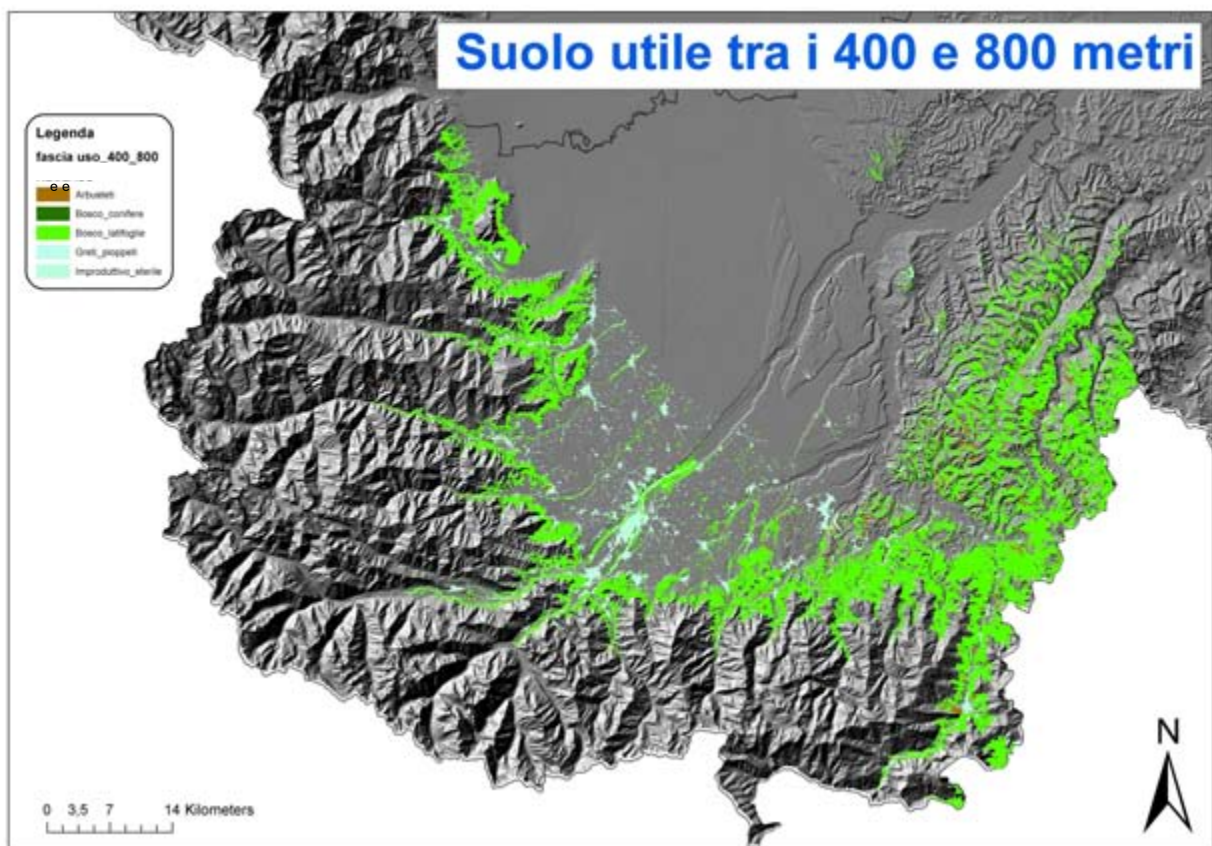 Suolo utile tra i 400 e 800 metri
Legenda
fascia uso_400_800
e e
Arbusteti
Bosco_conifere
Bosco_latifoglie
Greti_pioppeti
Improduttivo_sterile
N
0 3,5 7 14 Kilometers